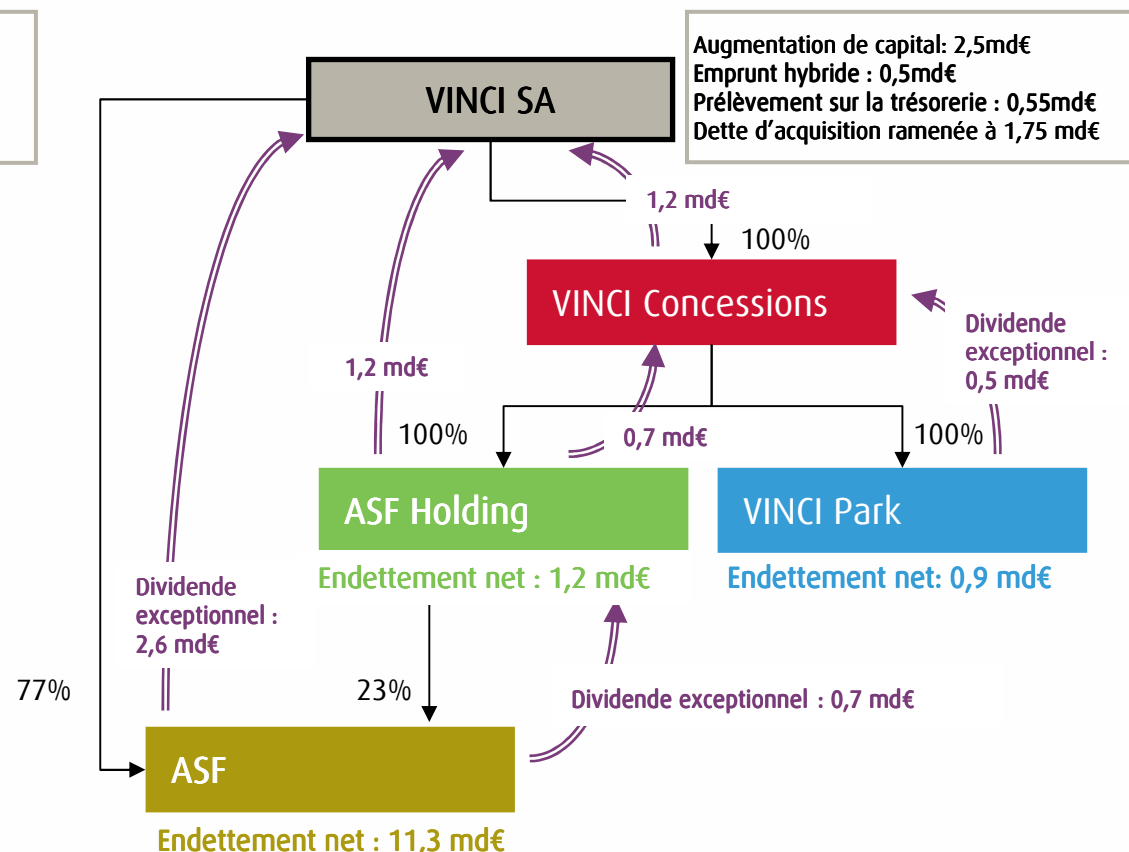 Augmentation de capital: 2,5md€
Emprunt hybride : 0,5md€
Prélèvement sur la trésorerie : 0,55md€
Dette d'acquisition ramenée à 1,75 md€
VINCI SA
1,2 md€
100%
VINCI Concessions
Dividende
exceptionnel :
0,5 md€
1,2 md€
100%
0,7 md€
100%
ASF Holding
VINCI Park
Endettement net : 1,2 md€
Endettement net: 0,9 md€
Dividende
exceptionnel :
2,6 md€
77%
23%
Dividende exceptionnel : 0,7 md€
ASF
Endettement net : 11,3 md€